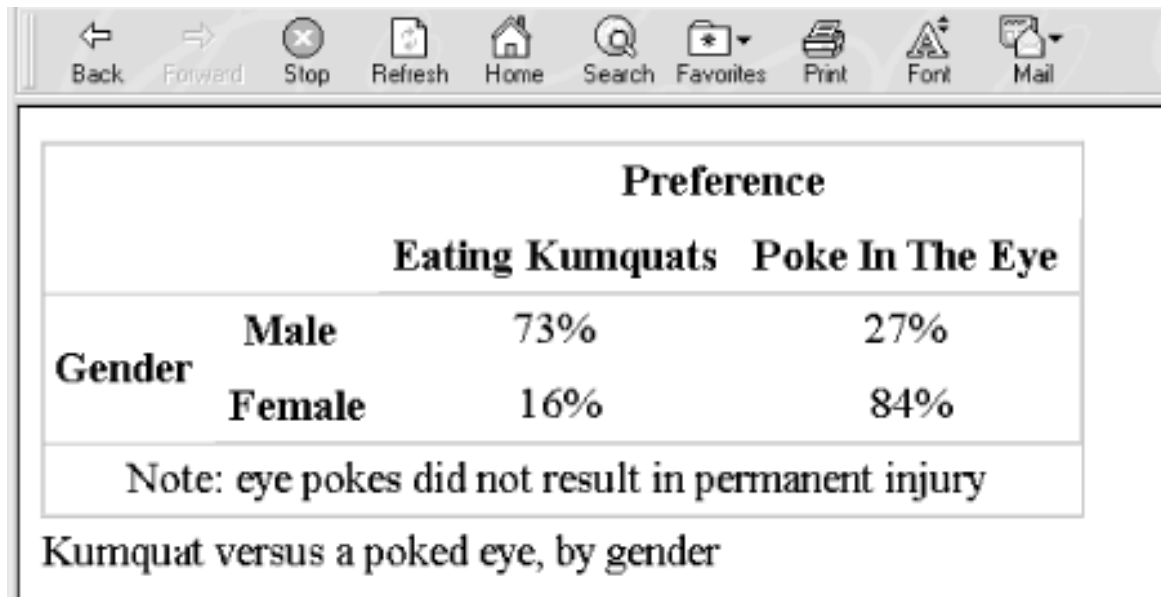 Back Forward Stop Refresh Home Search Favorites Print Font Mail
Preference
Eating Kumquats Poke In The Eye
Male 73% 27%
Gender
Female 16% 84%
Note: eye pokes did not result in permanent injury
Kumquat versus a poked eye, by gender